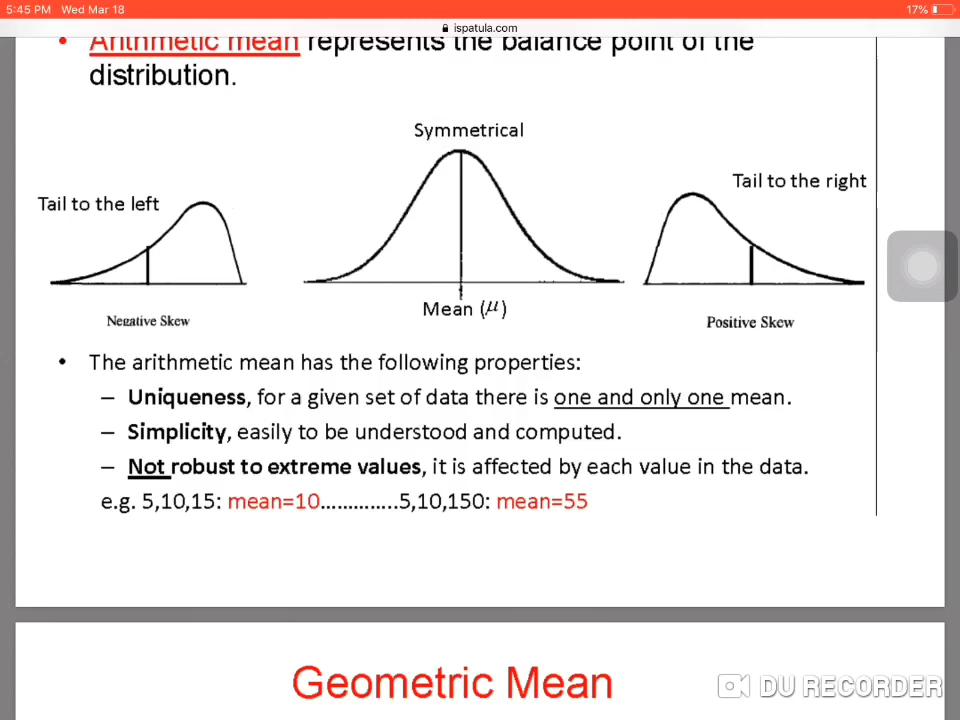 5:45 PM Wed Mar 18
17%
ispatula.com
• Arithmetic mean represents the balance point of the
distribution.
Symmetrical
Tail to the right
Tail to the left
Mean (μ)
Negative Skew
Positive Skew
• The arithmetic mean has the following properties:
– Uniqueness, for a given set of data there is one and only one mean.
– Simplicity, easily to be understood and computed.
– Not robust to extreme values, it is affected by each value in the data.
e.g. 5,10,15: mean=10…………..5,10,150: mean=55
Geometric Mean
DU RECORDER